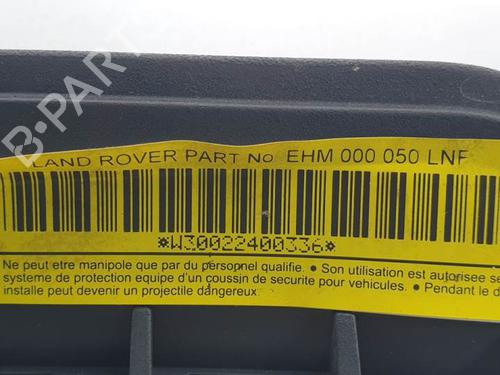 LAND ROVER PART No EHM 000 050 LNF
*W30022400336*
Ne peut etre manipole que par du personnel qualifie. • Son utilisation est autorisee se
systeme de protection equipe d'un coussin de securite pour vehicules. • Pendant le d
installe peut devenir un projectile dangereux.
B-PARTS